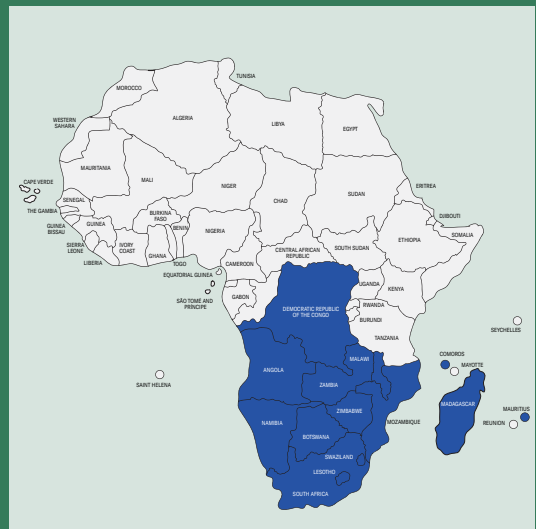 TUNISIA
MOROCCO
ALGERIA
LIBYA
EGYPT
WESTERN
SAHARA
MAURITANIA
MALI
NIGER
CHAD
SUDAN
ERITREA
CAPE VERDE
SENEGAL
THE GAMBIA
GUINEA
BISSAU
GUINEA
BURKINA
FASO
BENIN
NIGERIA
DJIBOUTI
SOMALIA
ETHIOPIA
SOUTH SUDAN
CENTRAL AFRICAN
REPUBLIC
SIERRA
LEONE
IVORY
COAST
GHANA
LIBERIA
TOGO
CAMEROON
EQUATORIAL GUINEA
UGANDA
KENYA
GABON
SÃO TOMÉ AND
PRÍNCIPE
DEMOCRATIC REPUBLIC
OF THE CONGO
RWANDA
BURUNDI
TANZANIA
SEYCHELLES
COMOROS
MAYOTTE
MALAWI
ANGOLA
SAINT HELENA
ZAMBIA
MADAGASCAR
MAURITIUS
REUNION
ZIMBABWE
NAMIBIA
MOZAMBIQUE
BOTSWANA
SWAZILAND
LESOTHO
SOUTH AFRICA